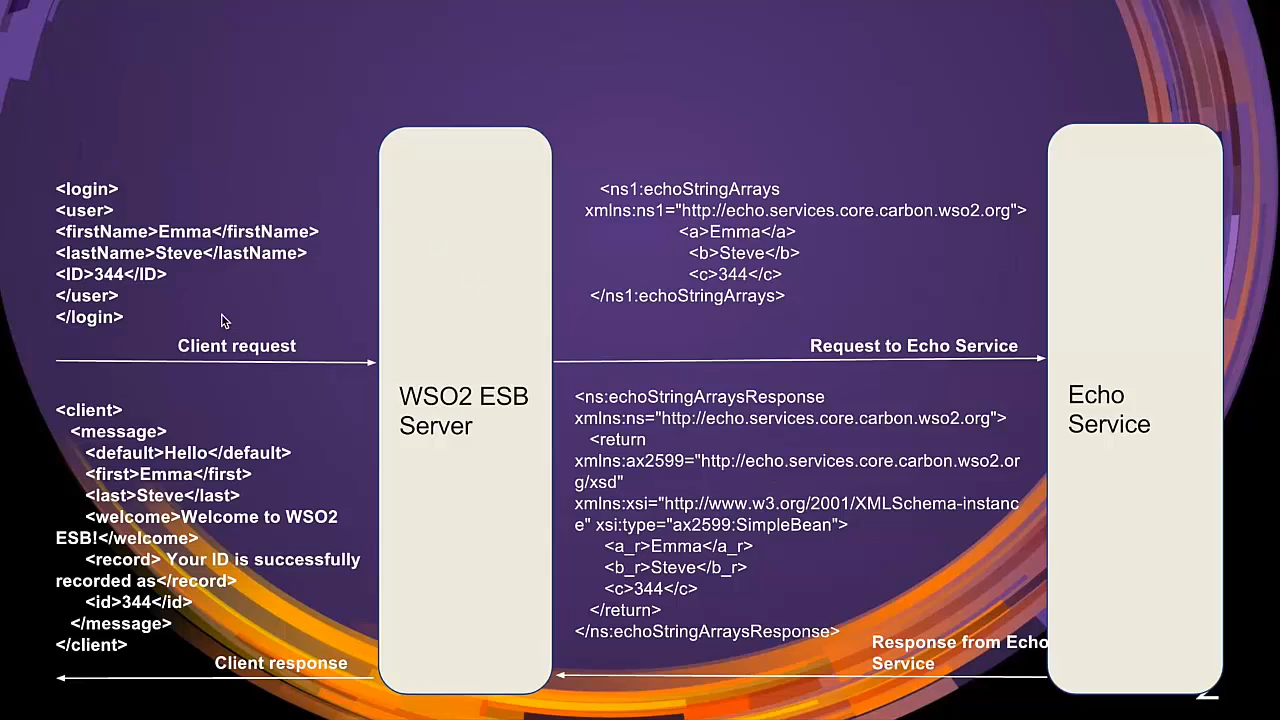 <login>
<user>
<firstName>Emma</firstName>
<lastName>Steve</lastName>
<ID>344</ID>
</user>
</login>
Client request
<client>
<message>
<default>Hello</default>
<first>Emma</first>
<last>Steve</last>
<welcome>Welcome to WSO2
ESB!</welcome>
<record> Your ID is successfully
recorded as</record>
<id>344</id>
</message>
</client>
Client response
WSO2 ESB
Server
<ns1:echoStringArrays
xmlns:ns1="http://echo.services.core.carbon.wso2.org">
<a>Emma</a>
<b>Steve</b>
<c>344</c>
</ns1:echoStringArrays>
Request to Echo Service
<ns:echoStringArraysResponse
xmlns:ns="http://echo.services.core.carbon.wso2.org">
<return
xmlns:ax2599="http://echo.services.core.carbon.wso2.or
g/xsd"
xmlns:xsi="http://www.w3.org/2001/XMLSchema-instanc
e" xsi:type="ax2599:SimpleBean">
<a_r>Emma</a_r>
<b_r>Steve</b_r>
<c>344</c>
</return>
</ns:echoStringArraysResponse>
Response from Echo
Service
Echo
Service